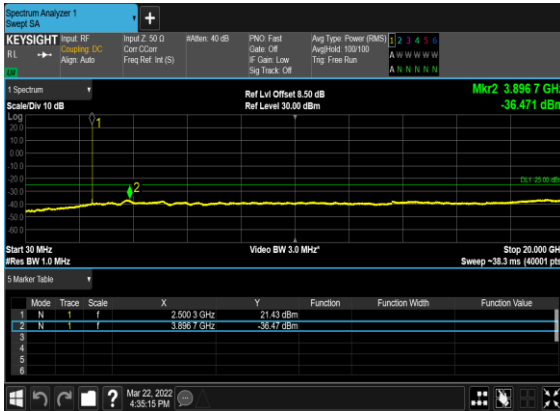 Spectrum Analyzer 1
Swept SA
+
KEYSIGHT
RL
Input: RF
Coupling: DC
Align: Auto
Input Z: 50 Ω
Corr CCorr
Freq Ref: Int (S)
#Atten: 40 dB
PNO: Fast
Gate: Off
IF Gain: Low
Sig Track: Off
Avg Type: Power (RMS)
Avg|Hold: 100/100
Trig: Free Run
1 2 3 4 5 6
A W W W W W
A N N N N N
1 Spectrum
Scale/Div 10 dB
Ref Lvl Offset 8.50 dB
Ref Level 30.00 dBm
Mkr2 3.896 7 GHz
-36.471 dBm
Log
20.0
10.0
0.00
-10.0
-20.0
-30.0
-40.0
-50.0
-60.0
1
2
DL1 -25.00 dBm
Start 30 MHz
#Res BW 1.0 MHz
Video BW 3.0 MHz*
Stop 20.000 GHz
Sweep ~38.3 ms (40001 pts)
5 Marker Table
Mode Trace Scale X Y Function Function Width Function Value
1 N 1 f 2.500 3 GHz 21.43 dBm
2 N 1 f 3.896 7 GHz -36.47 dBm
3
4
5
6
?
Mar 22, 2022
4:35:15 PM